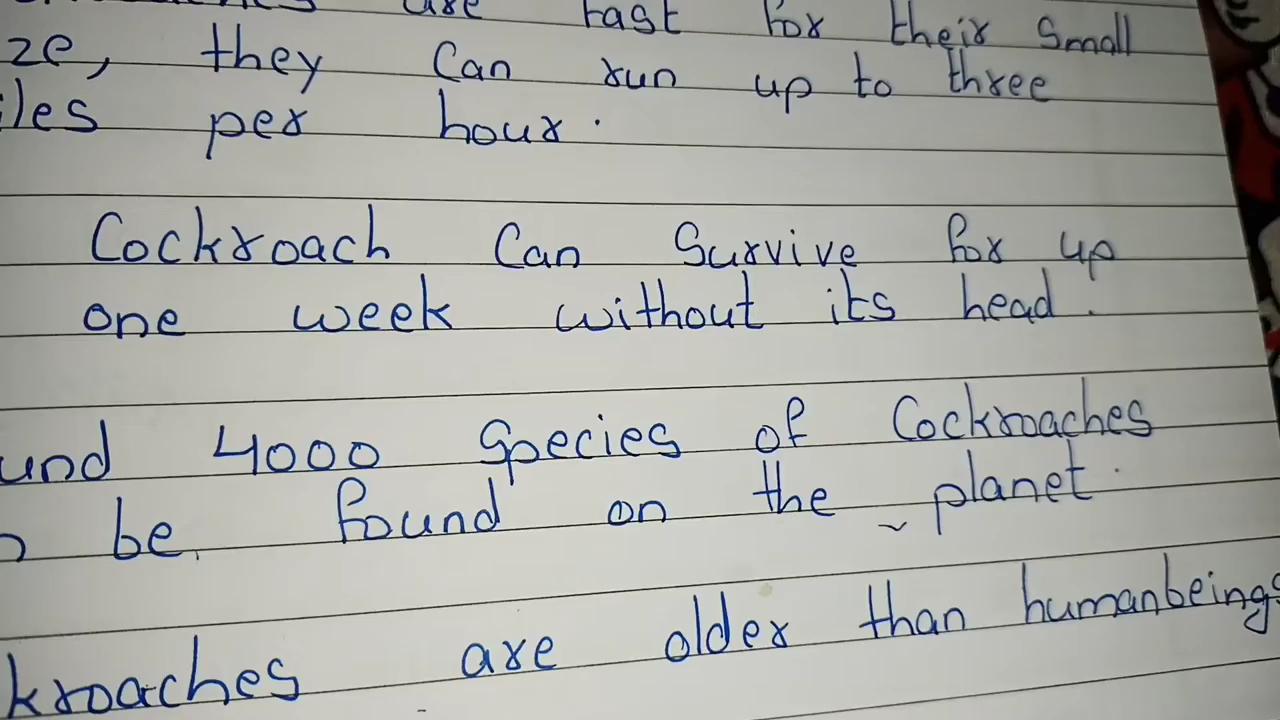 are fast for their Small
ze, they Can run up to three
iles per hour.
Cockroach Can Survive for up
one week without its head.
und 4000 Species of Cockroaches
be found on the planet.
kroaches are older than humanbeings